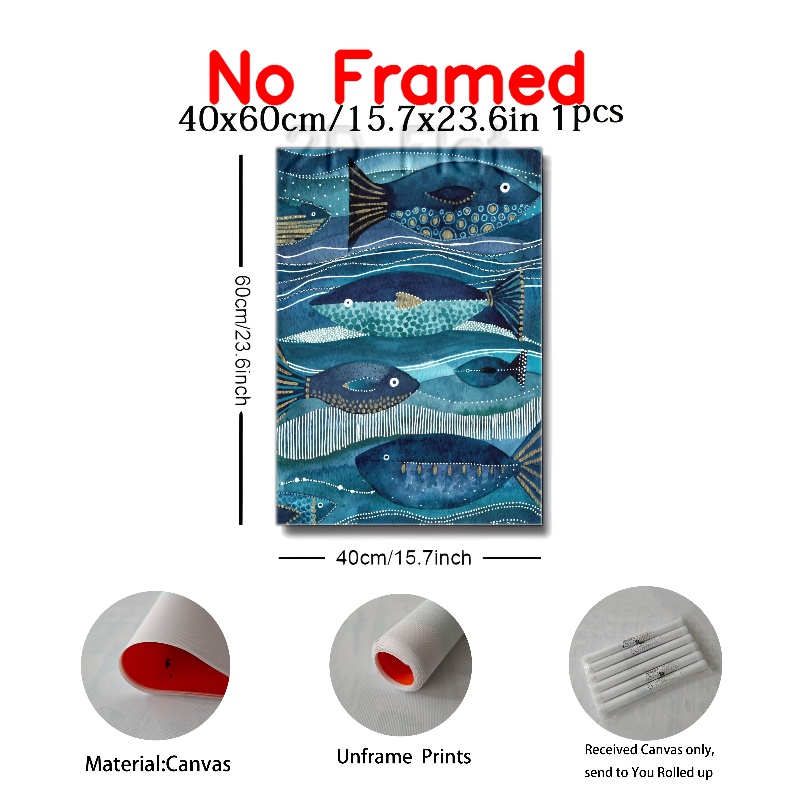 No Framed
40x60cm/15.7x23.6in 1pcs
60cm/23.6inch
40cm/15.7inch
Material:Canvas
Unframe Prints
Received Canvas only,
send to You Rolled up